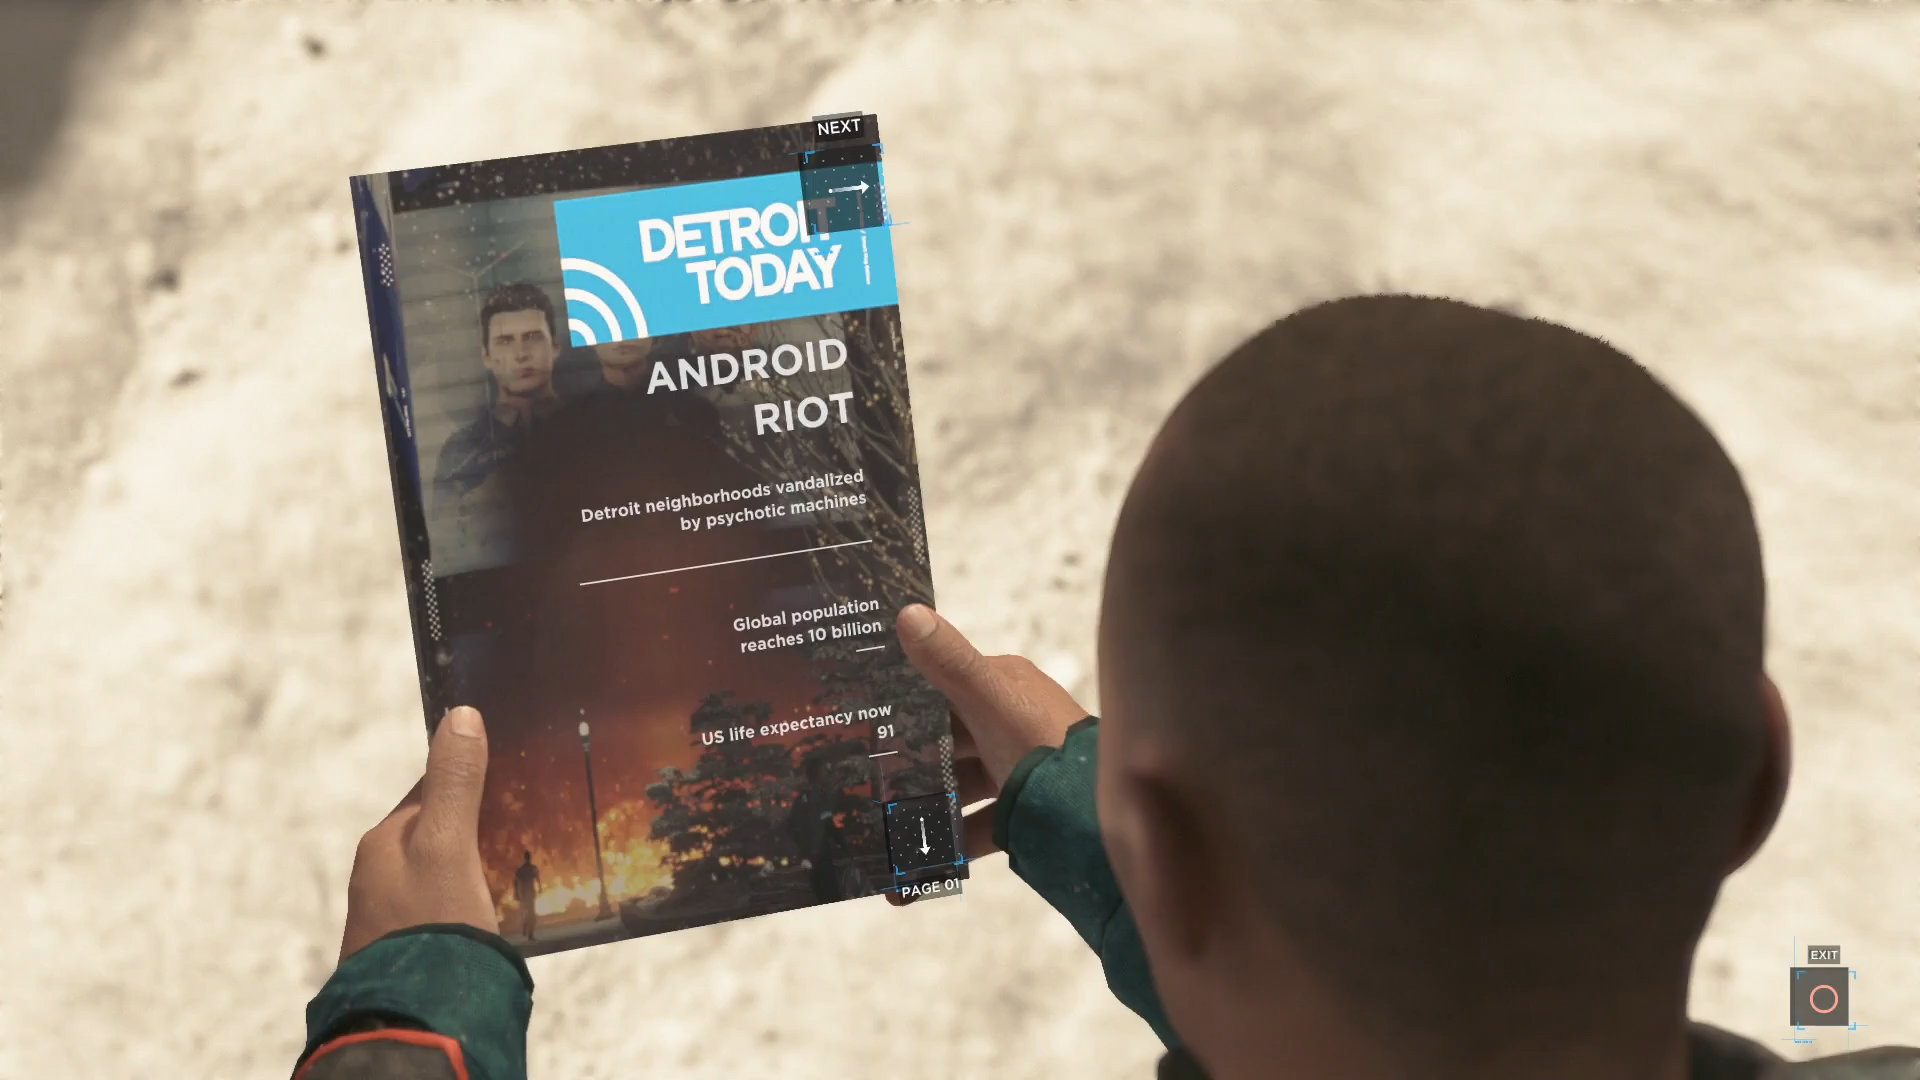 NEXT
DETROIT
TODAY
ANDROID
RIOT
Detroit neighborhoods vandalized
by psychotic machines
Global population
reaches 10 billion
US life expectancy now
91
PAGE 01
EXIT